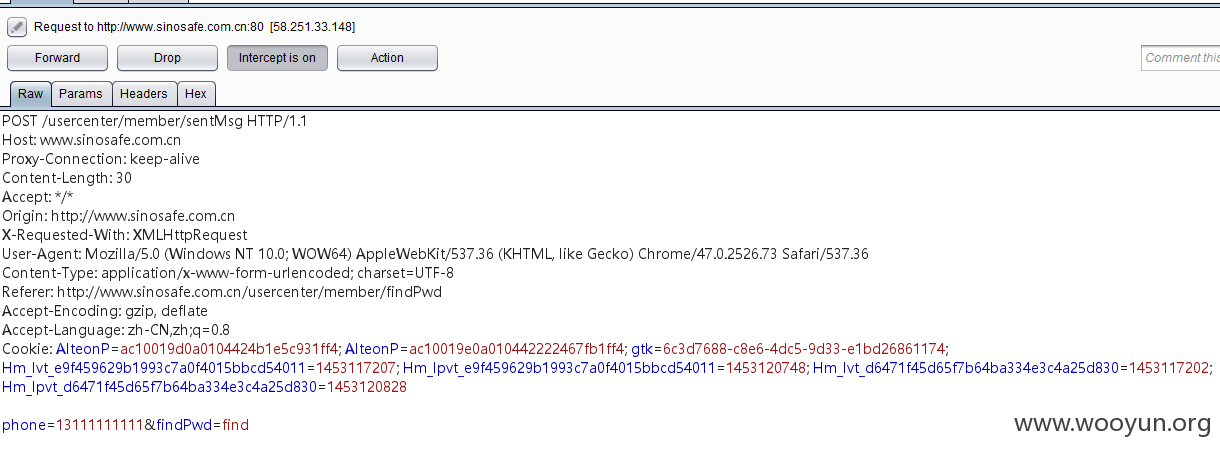 Request to http://www.sinosafe.com.cn:80 [58.251.33.148]
Forward Drop Intercept is on Action Comment this
Raw Params Headers Hex
POST /usercenter/member/sentMsg HTTP/1.1
Host: www.sinosafe.com.cn
Proxy-Connection: keep-alive
Content-Length: 30
Accept: */*
Origin: http://www.sinosafe.com.cn
X-Requested-With: XMLHttpRequest
User-Agent: Mozilla/5.0 (Windows NT 10.0; WOW64) AppleWebKit/537.36 (KHTML, like Gecko) Chrome/47.0.2526.73 Safari/537.36
Content-Type: application/x-www-form-urlencoded; charset=UTF-8
Referer: http://www.sinosafe.com.cn/usercenter/member/findPwd
Accept-Encoding: gzip, deflate
Accept-Language: zh-CN,zh;q=0.8
Cookie: AlteonP=ac10019d0a0104424b1e5c931ff4; AlteonP=ac10019e0a010442222467fb1ff4; gtk=6c3d7688-c8e6-4dc5-9d33-e1bd26861174;
Hm_lvt_e9f459629b1993c7a0f4015bbcd54011=1453117207; Hm_lpvt_e9f459629b1993c7a0f4015bbcd54011=1453120748; Hm_lvt_d6471f45d65f7b64ba334e3c4a25d830=1453117202;
Hm_lpvt_d6471f45d65f7b64ba334e3c4a25d830=1453120828
phone=13111111111&findPwd=find
www.wooyun.org